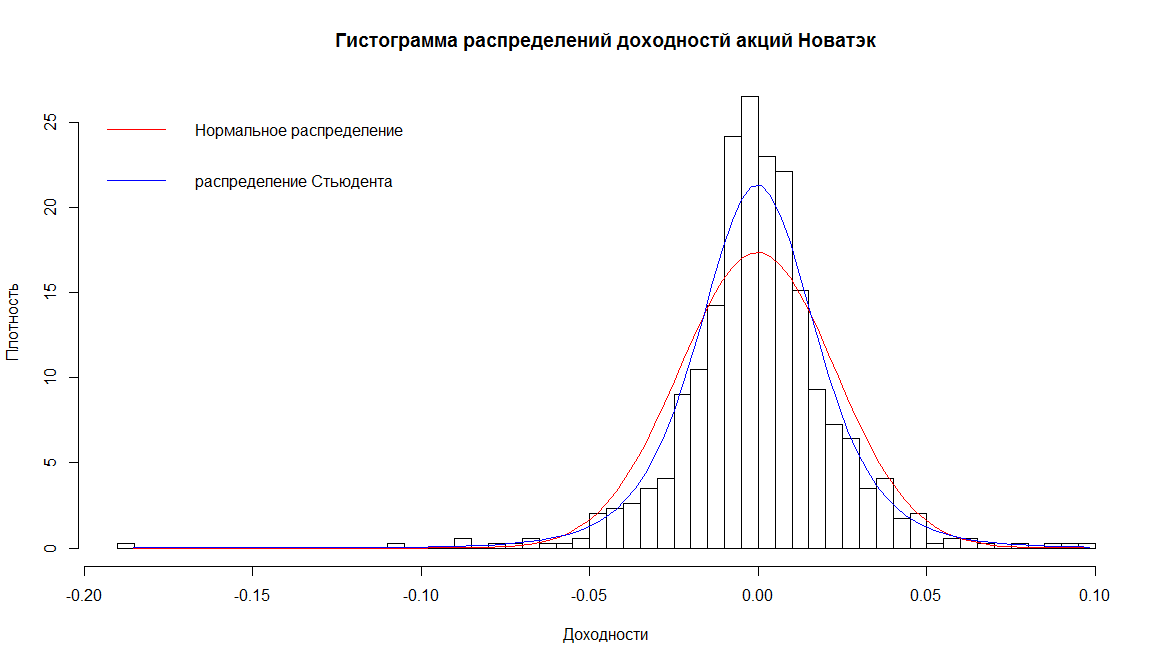 Гистограмма распределений доходностй акций Новатэк
Нормальное распределение
распределение Стьюдента
Плотность
25
20
15
10
5
0
-0.20 -0.15 -0.10 -0.05 0.00 0.05 0.10
Доходности